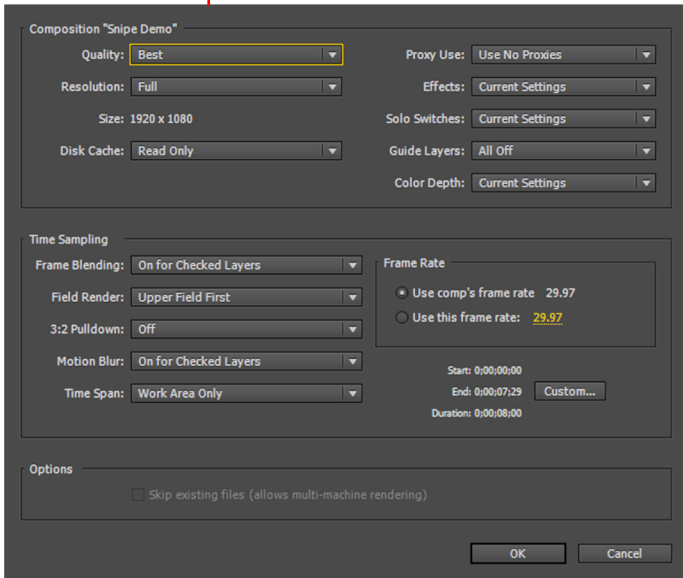 Composition "Snipe Demo"
Quality: Best
Proxy Use: Use No Proxies
Resolution: Full
Effects: Current Settings
Size: 1920 x 1080
Solo Switches: Current Settings
Disk Cache: Read Only
Guide Layers: All Off
Color Depth: Current Settings
Time Sampling
Frame Blending: On for Checked Layers
Field Render: Upper Field First
3:2 Pulldown: Off
Motion Blur: On for Checked Layers
Time Span: Work Area Only
Frame Rate
Use comp's frame rate 29.97
Use this frame rate: 29.97
Start: 0;00;00;00
End: 0;00;07;29 Custom...
Duration: 0;00;08;00
Options
Skip existing files (allows multi-machine rendering)
OK Cancel